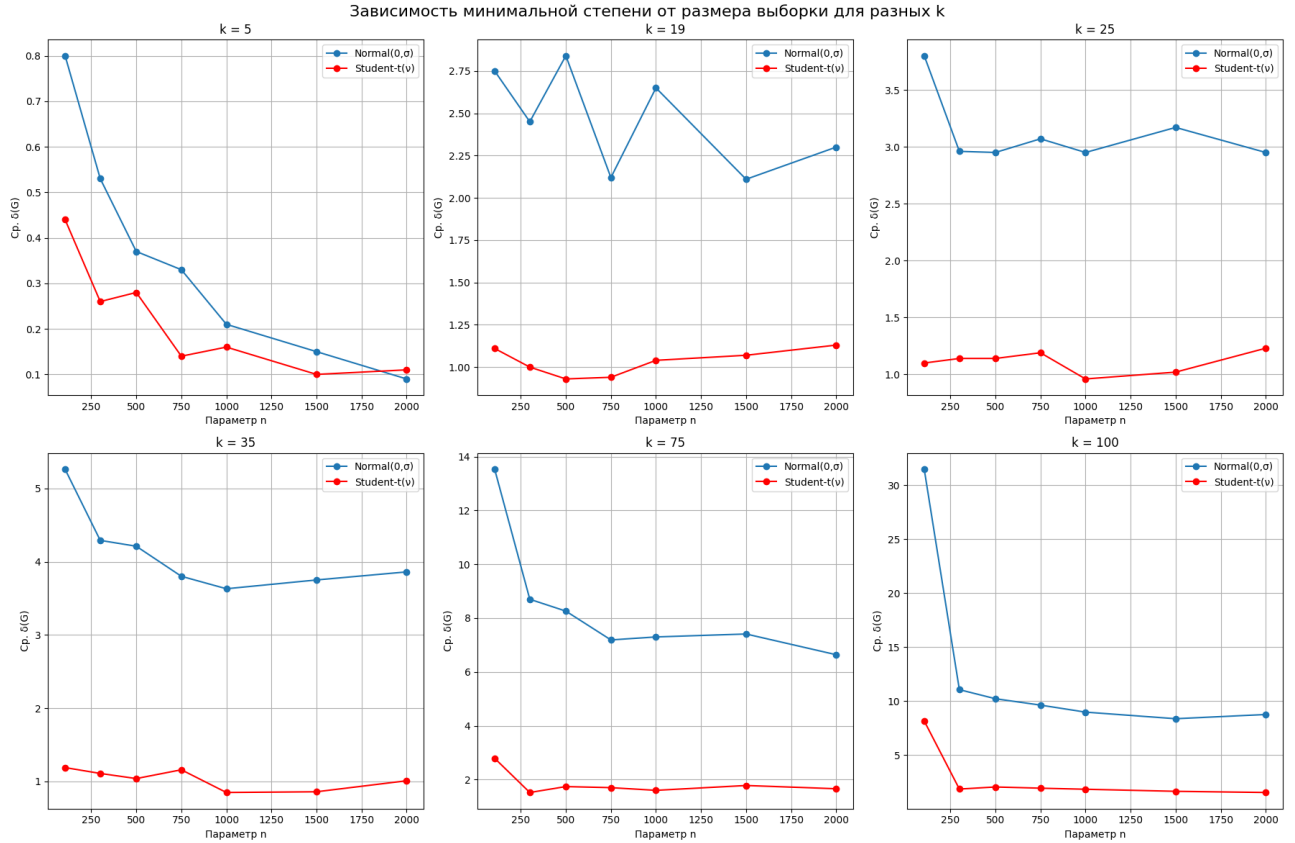 Зависимость минимальной степени от размера выборки для разных k
k = 5
Ср. δ(G)
0.8
0.7
0.6
0.5
0.4
0.3
0.2
0.1
Normal(0,σ)
Student-t(ν)
250 500 750 1000 1250 1500 1750 2000
Параметр n
k = 19
Ср. δ(G)
2.75
2.50
2.25
2.00
1.75
1.50
1.25
1.00
Normal(0,σ)
Student-t(ν)
250 500 750 1000 1250 1500 1750 2000
Параметр n
k = 25
Ср. δ(G)
3.5
3.0
2.5
2.0
1.5
1.0
Normal(0,σ)
Student-t(ν)
250 500 750 1000 1250 1500 1750 2000
Параметр n
k = 35
Ср. δ(G)
5
4
3
2
1
Normal(0,σ)
Student-t(ν)
250 500 750 1000 1250 1500 1750 2000
Параметр n
k = 75
Ср. δ(G)
14
12
10
8
6
4
2
Normal(0,σ)
Student-t(ν)
250 500 750 1000 1250 1500 1750 2000
Параметр n
k = 100
Ср. δ(G)
30
25
20
15
10
5
Normal(0,σ)
Student-t(ν)
250 500 750 1000 1250 1500 1750 2000
Параметр n